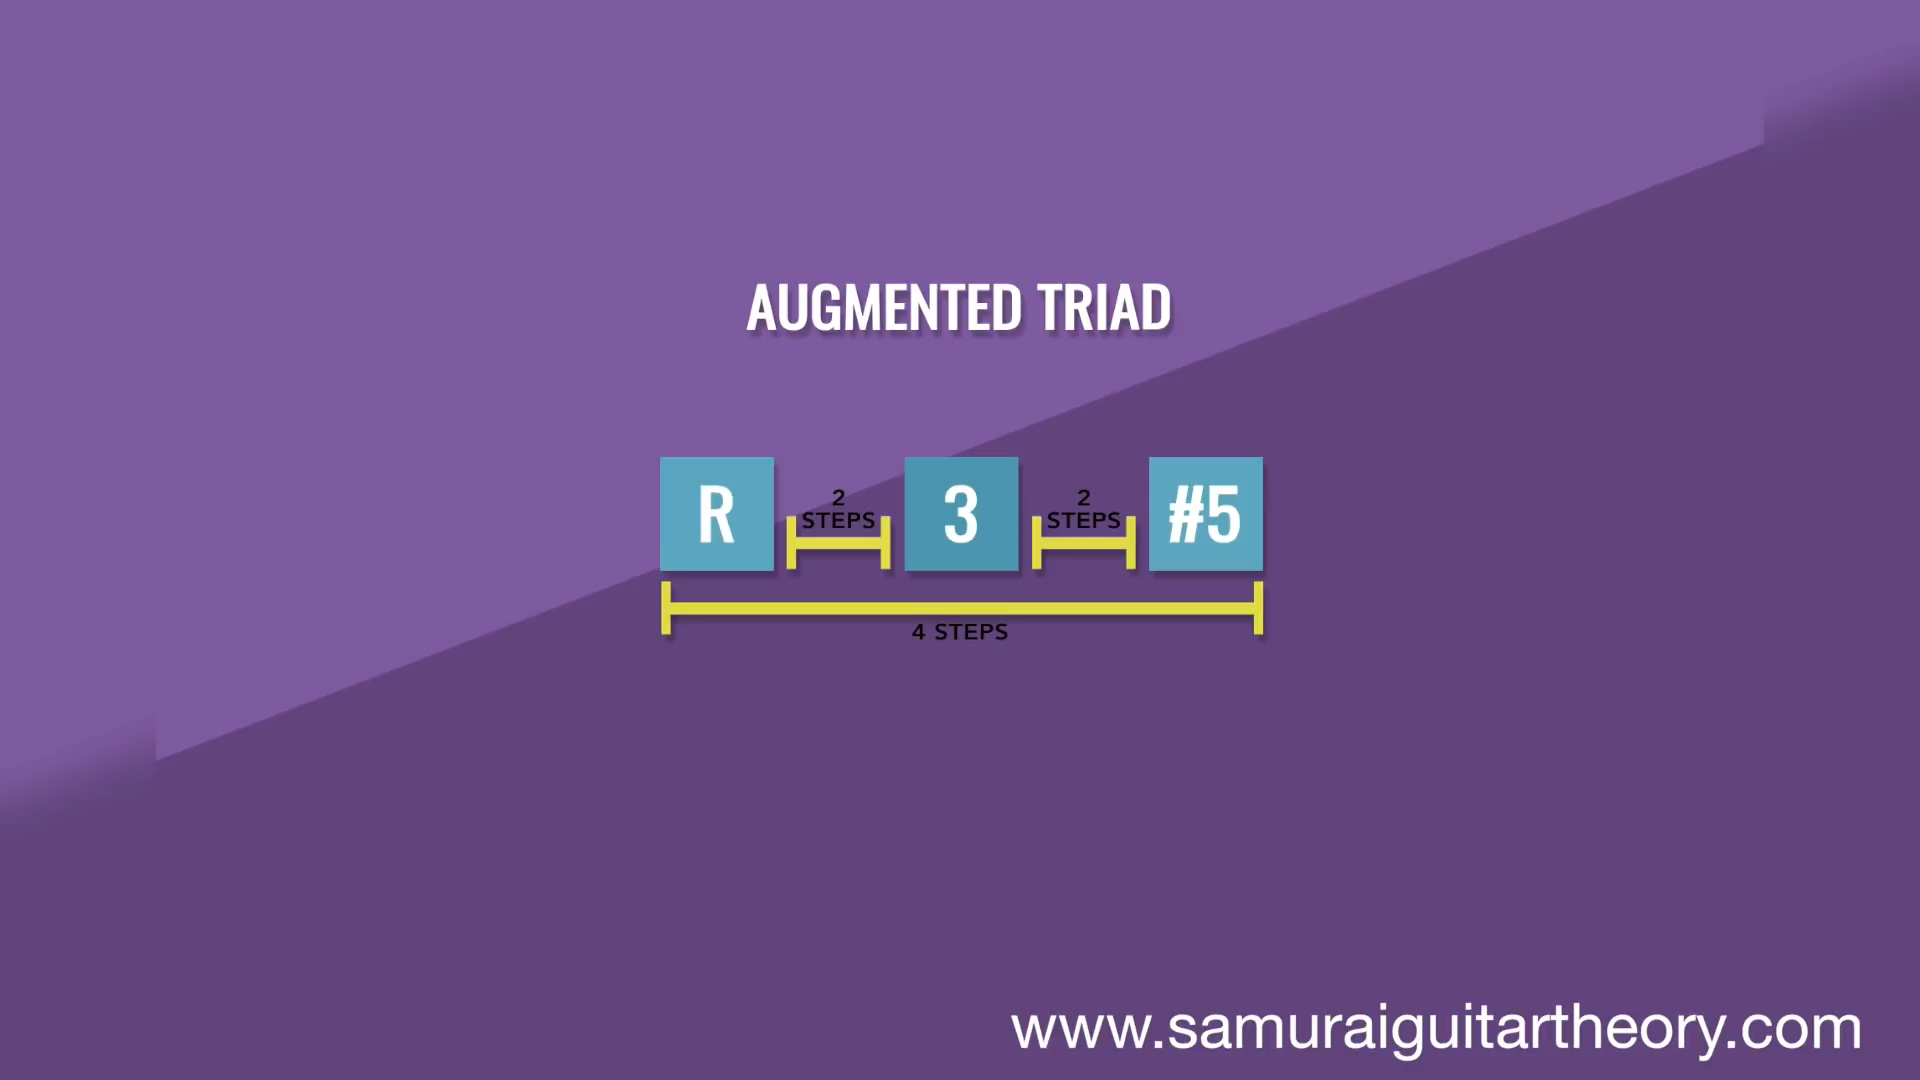 AUGMENTED TRIAD
R
2
STEPS
3
2
STEPS
#5
4 STEPS
www.samuraiguitartheory.com